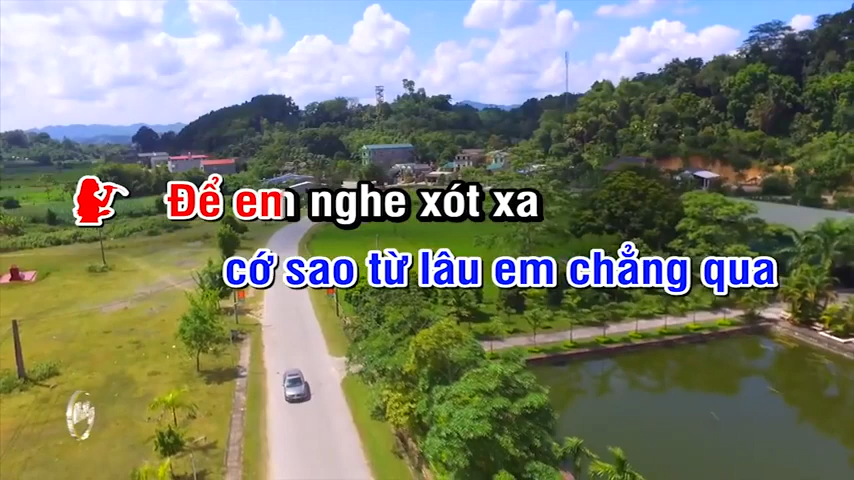 Để em nghe xót xa
cớ sao từ lâu em chẳng qua